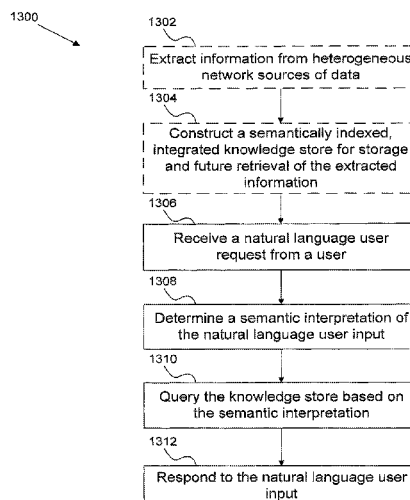 1300
1302
Extract information from heterogeneous
network sources of data
1304
Construct a semantically indexed,
integrated knowledge store for storage
and future retrieval of the extracted
information
1306
Receive a natural language user
request from a user
1308
Determine a semantic interpretation of
the natural language user input
1310
Query the knowledge store based on
the semantic interpretation
1312
Respond to the natural language user
input